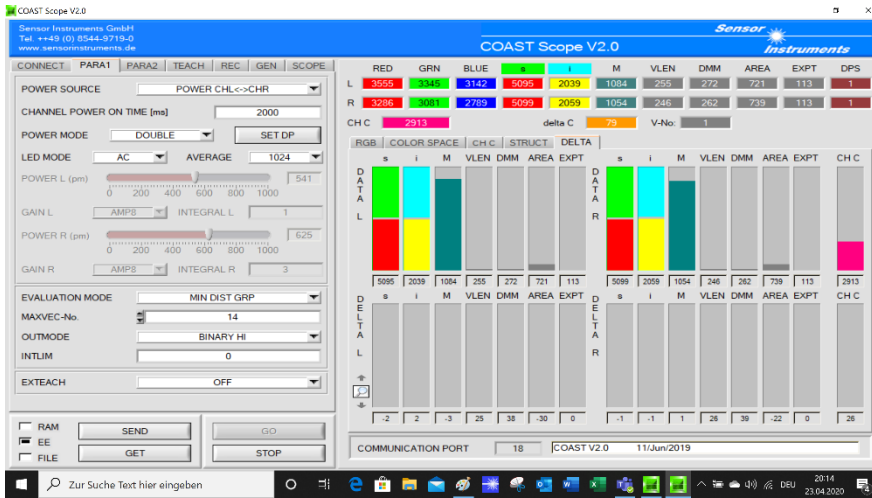 COAST Scope V2.0
Sensor Instruments GmbH
Tel. ++49 (0) 8544-9719-0
www.sensorinstruments.de
COAST Scope V2.0
Sensor Instruments
CONNECT PARA1 PARA2 TEACH REC GEN SCOPE
POWER SOURCE POWER CHL<->CHR
CHANNEL POWER ON TIME [ms] 2000
POWER MODE DOUBLE SET DP
LED MODE AC AVERAGE 1024
POWER L (pm) 541
0 200 400 600 800 1000
GAIN L AMP8 INTEGRAL L 1
POWER R (pm) 625
0 200 400 600 800 1000
GAIN R AMP8 INTEGRAL R 3
EVALUATION MODE MIN DIST GRP
MAXVEC-No. 14
OUTMODE BINARY HI
INTLIM 0
EXTEACH OFF
RAM
EE
FILE
SEND GO
GET STOP
RED GRN BLUE s i M VLEN DMM AREA EXPT DPS
L 3555 3345 3142 5095 2039 1084 255 272 721 113 1
R 3286 3081 2789 5099 2059 1054 246 262 739 113 1
CH C 2913 delta C 79 V-No: 1
RGB COLOR SPACE CH C STRUCT DELTA
s i M VLEN DMM AREA EXPT s i M VLEN DMM AREA EXPT CH C
DATA L
DATA R
5095 2039 1084 255 272 721 113 5099 2059 1054 246 262 739 113 2913
s i M VLEN DMM AREA EXPT s i M VLEN DMM AREA EXPT CH C
DELTA L
DELTA R
-2 2 -3 25 38 -30 0 -1 -1 1 26 39 -22 0 26
COMMUNICATION PORT 18 COAST V2.0 11/Jun/2019
Zur Suche Text hier eingeben
DEU
20:14
23.04.2020